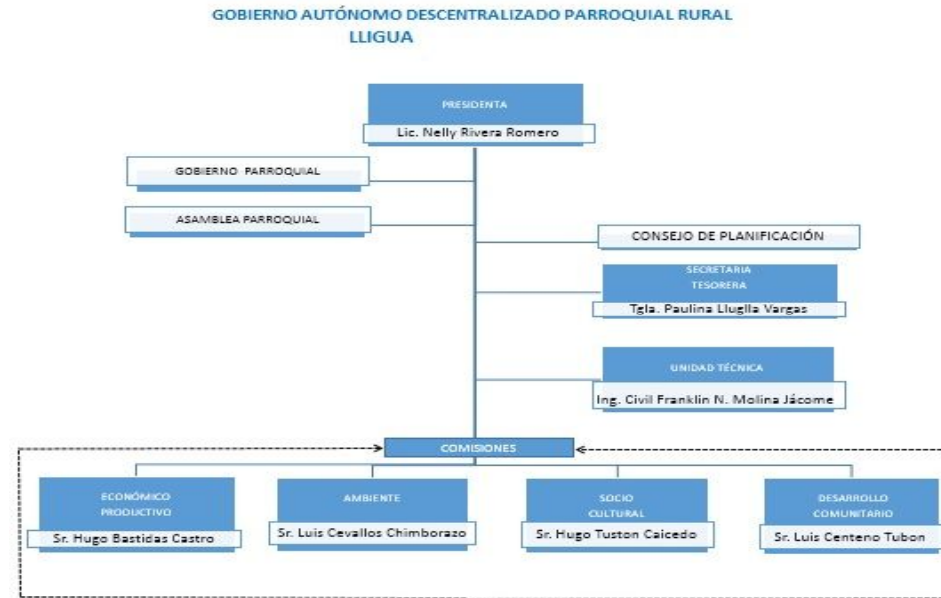 GOBIERNO AUTÓNOMO DESCENTRALIZADO PARROQUIAL RURAL
LLIGUA
PRESIDENTA
Lic. Nelly Rivera Romero
GOBIERNO PARROQUIAL
ASAMBLEA PARROQUIAL
CONSEJO DE PLANIFICACIÓN
SECRETARIA
TESORERA
Tgla. Paulina Lluglla Vargas
UNIDAD TÉCNICA
Ing. Civil Franklin N. Molina Jácome
COMISIONES
ECONÓMICO
PRODUCTIVO
Sr. Hugo Bastidas Castro
AMBIENTE
Sr. Luis Cevallos Chimborazo
SOCIO
CULTURAL
Sr. Hugo Tuston Caicedo
DESARROLLO
COMUNITARIO
Sr. Luis Centeno Tubon